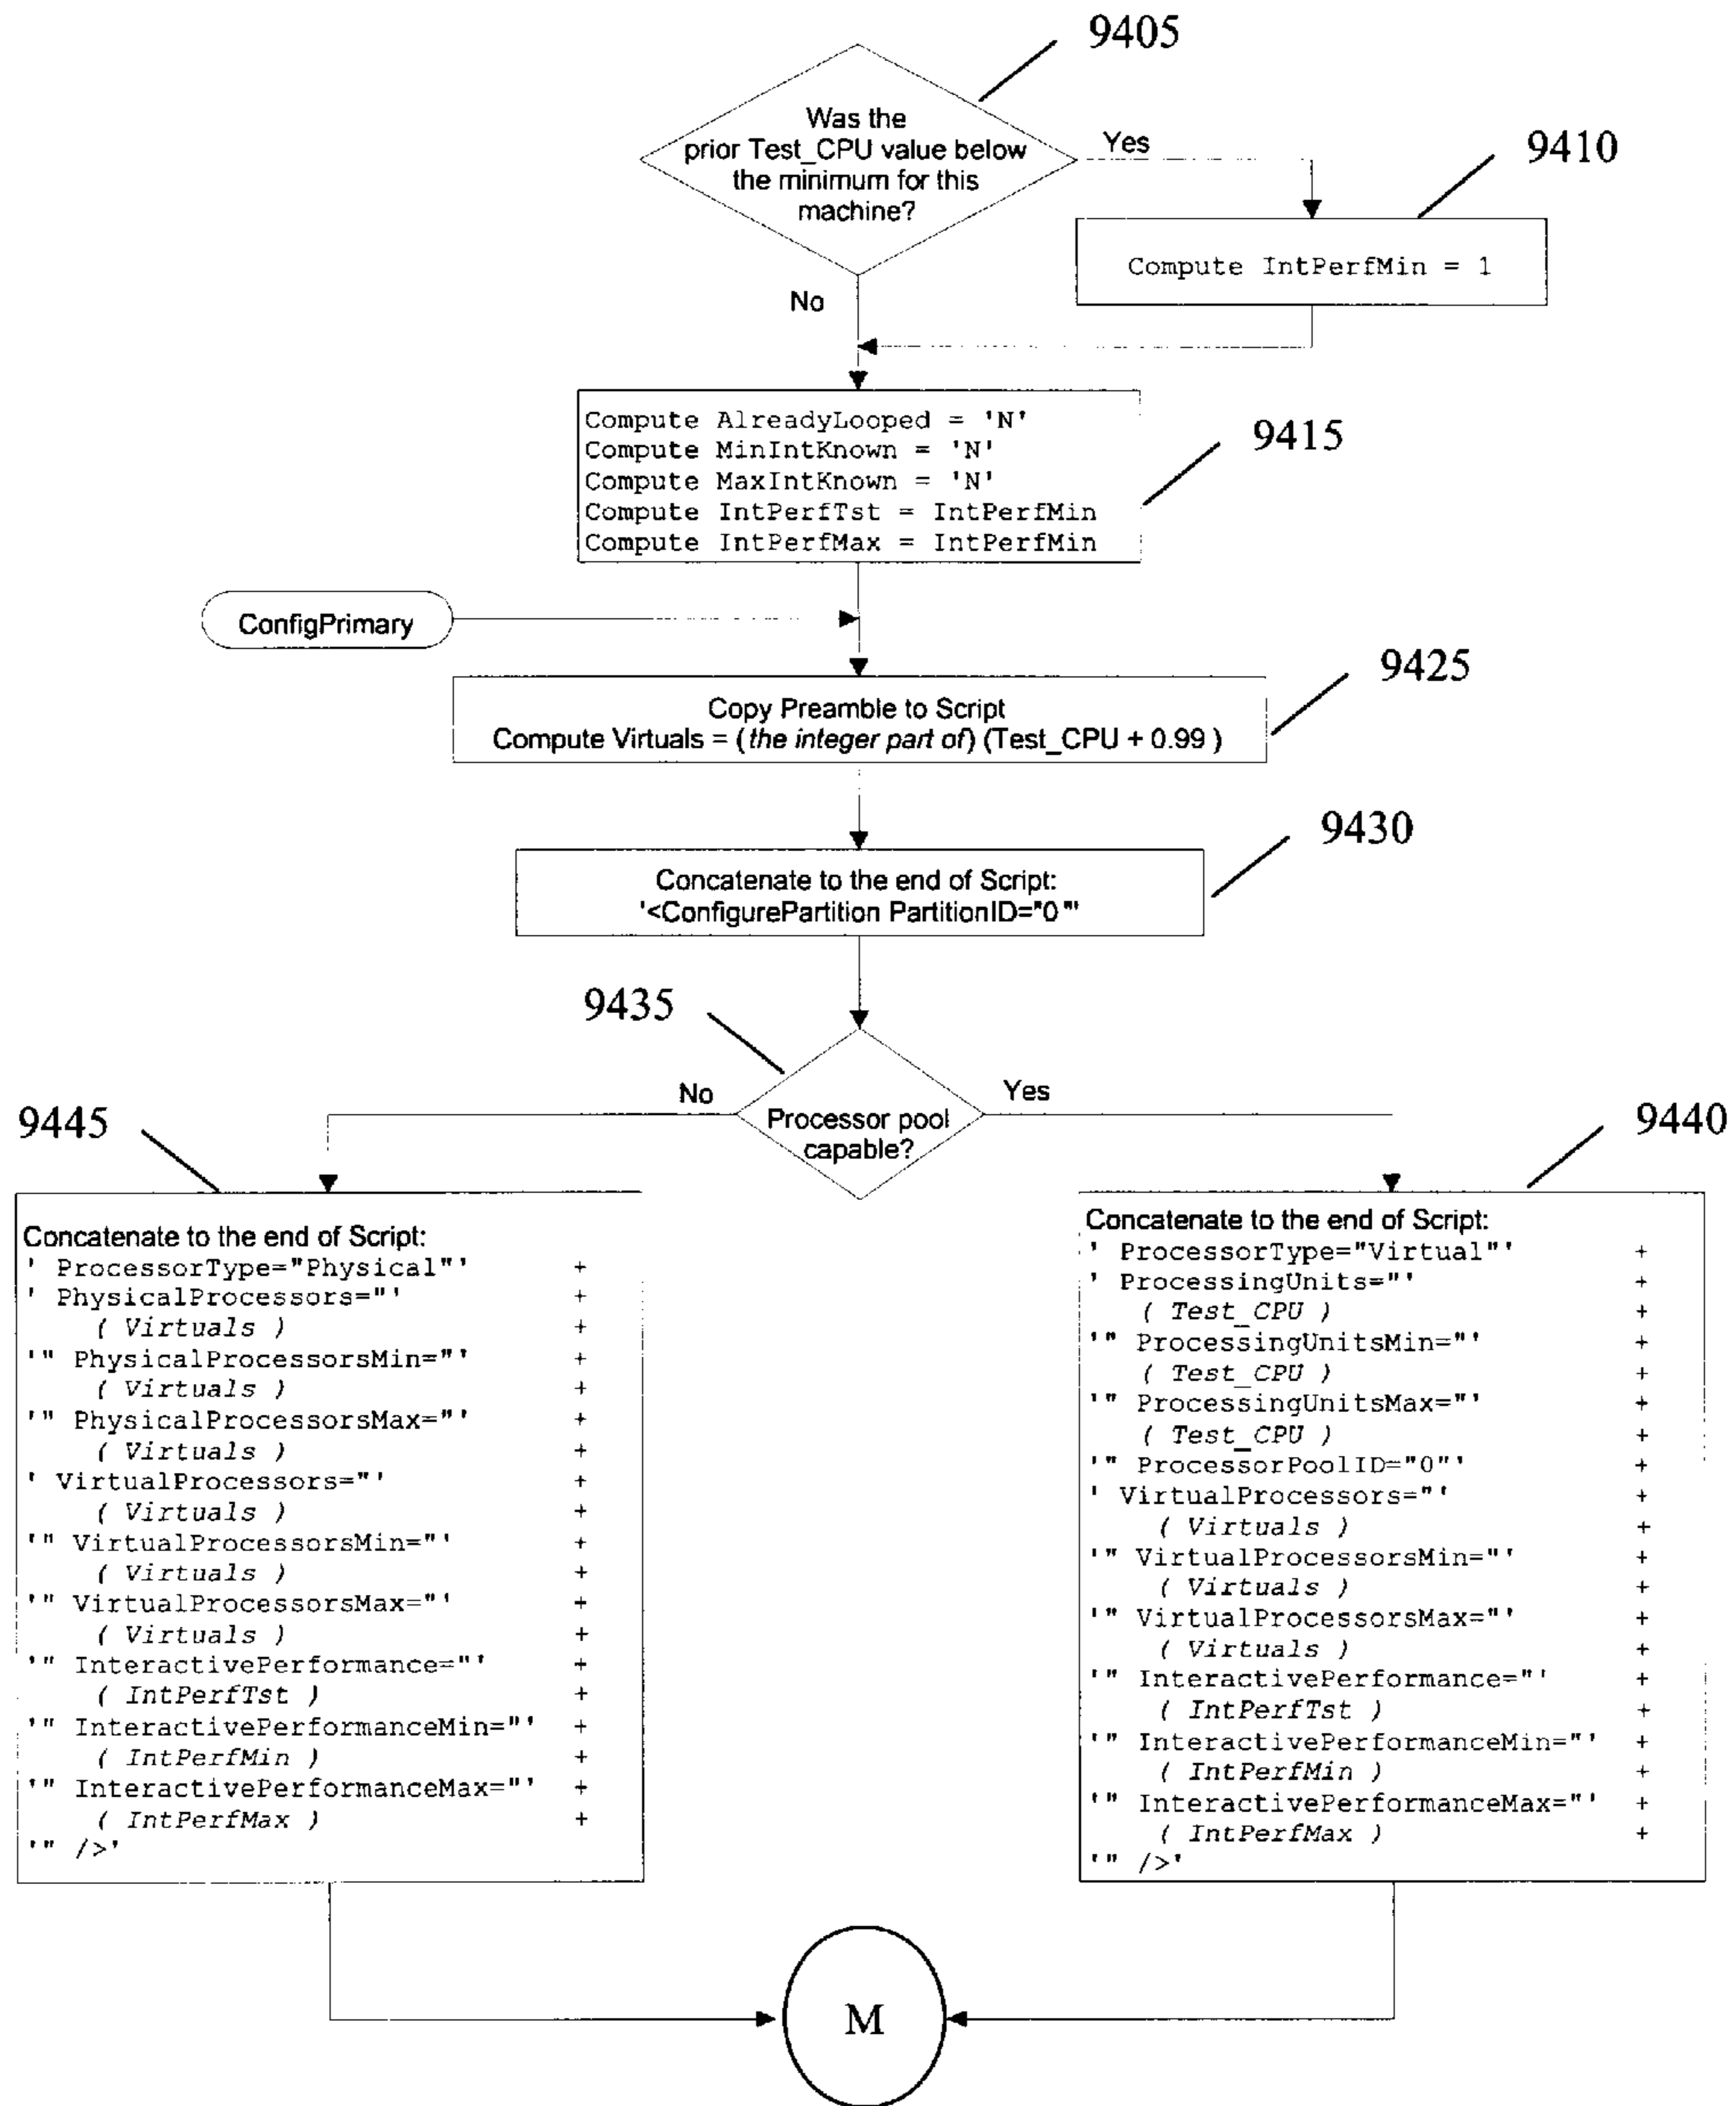 9405
Was the
prior Test_CPU value below
the minimum for this
machine?
Yes
9410
Compute IntPerfMin = 1
No
Compute AlreadyLooped = 'N'
Compute MinIntKnown = 'N'
Compute MaxIntKnown = 'N'
Compute IntPerfTst = IntPerfMin
Compute IntPerfMax = IntPerfMin
9415
ConfigPrimary
9425
Copy Preamble to Script
Compute Virtuals = (the integer part of) (Test_CPU + 0.99 )
9430
Concatenate to the end of Script:
'<ConfigurePartition PartitionID="0"'
9435
No
Yes
Processor pool
capable?
9445
Concatenate to the end of Script:
' ProcessorType="Physical"' +
' PhysicalProcessors="' +
( Virtuals ) +
'" PhysicalProcessorsMin="' +
( Virtuals ) +
'" PhysicalProcessorsMax="' +
( Virtuals ) +
' VirtualProcessors="' +
( Virtuals ) +
'" VirtualProcessorsMin="' +
( Virtuals ) +
'" VirtualProcessorsMax="' +
( Virtuals ) +
'" InteractivePerformance="' +
( IntPerfTst ) +
'" InteractivePerformanceMin="' +
( IntPerfMin ) +
'" InteractivePerformanceMax="' +
( IntPerfMax ) +
'" />'
9440
Concatenate to the end of Script:
' ProcessorType="Virtual"' +
' ProcessingUnits="' +
( Test_CPU ) +
'" ProcessingUnitsMin="' +
( Test_CPU ) +
'" ProcessingUnitsMax="' +
( Test_CPU ) +
'" ProcessorPoolID="0"' +
' VirtualProcessors="' +
( Virtuals ) +
'" VirtualProcessorsMin="' +
( Virtuals ) +
'" VirtualProcessorsMax="' +
( Virtuals ) +
'" InteractivePerformance="' +
( IntPerfTst ) +
'" InteractivePerformanceMin="' +
( IntPerfMin ) +
'" InteractivePerformanceMax="' +
( IntPerfMax ) +
'" />'
M